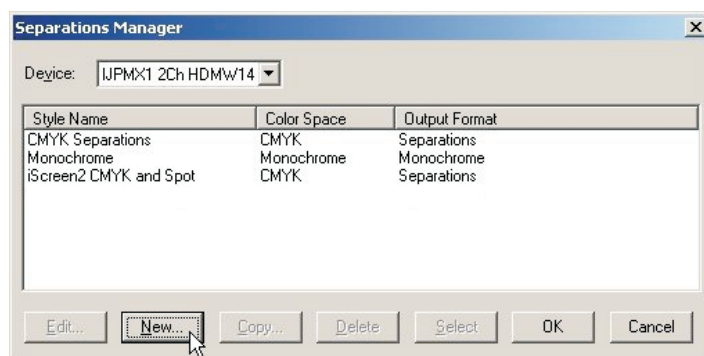 Separations Manager
Device: IJPMX1 2Ch HDMW14
Style Name Color Space Output Format
CMYK Separations CMYK Separations
Monochrome Monochrome Monochrome
iScreen2 CMYK and Spot CMYK Separations
Edit... New... Copy... Delete Select OK Cancel